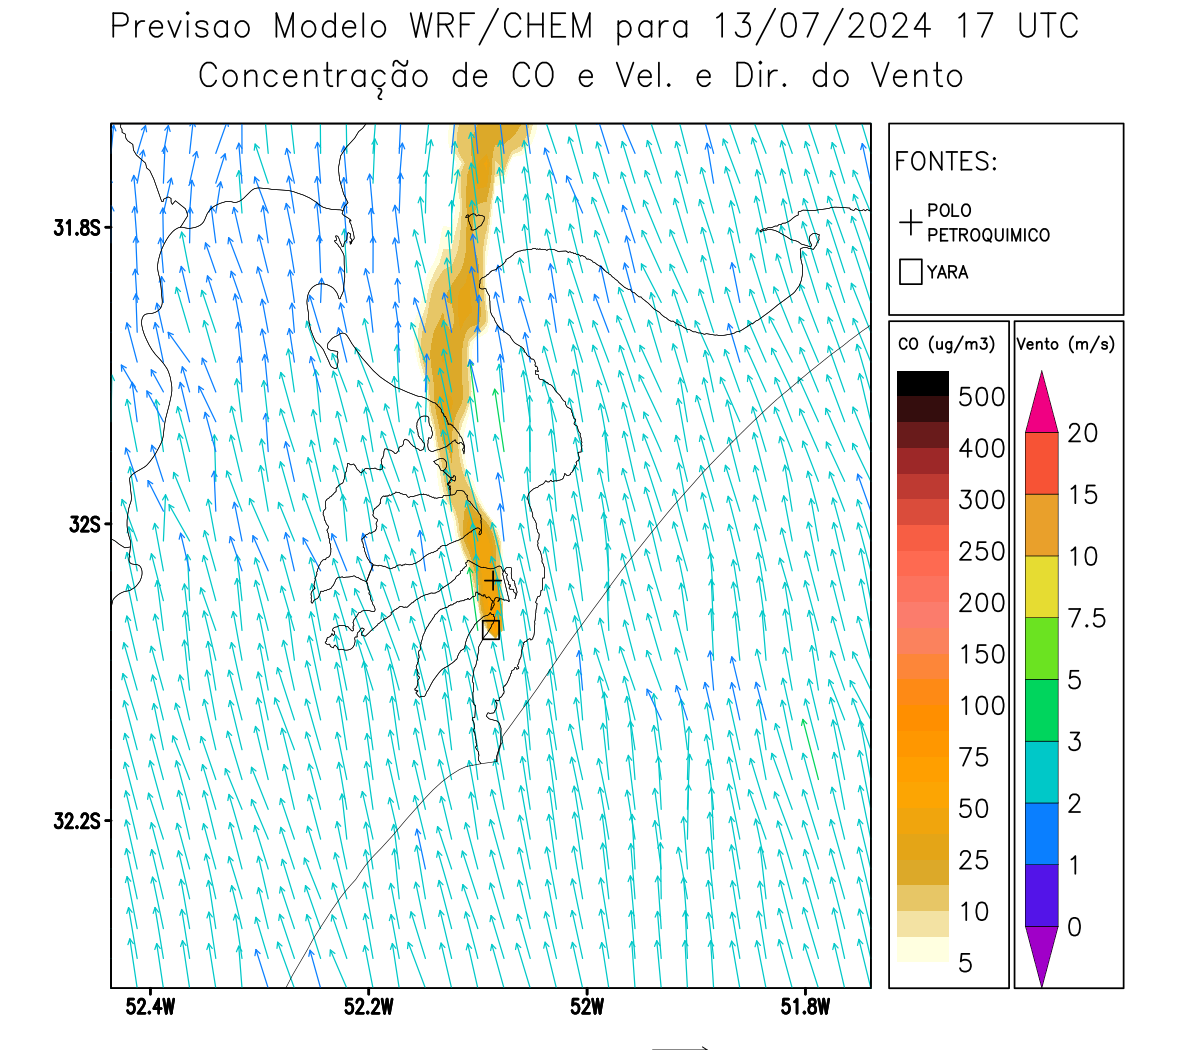 Previsao Modelo WRF/CHEM para 13/07/2024 17 UTC
Concentração de CO e Vel. e Dir. do Vento
FONTES:
POLO
PETROQUIMICO
YARA
CO (ug/m3)
500
400
300
250
200
150
100
75
50
25
10
5
Vento (m/s)
20
15
10
7.5
5
3
2
1
0
31.8S
32S
32.2S
52.4W
52.2W
52W
51.8W